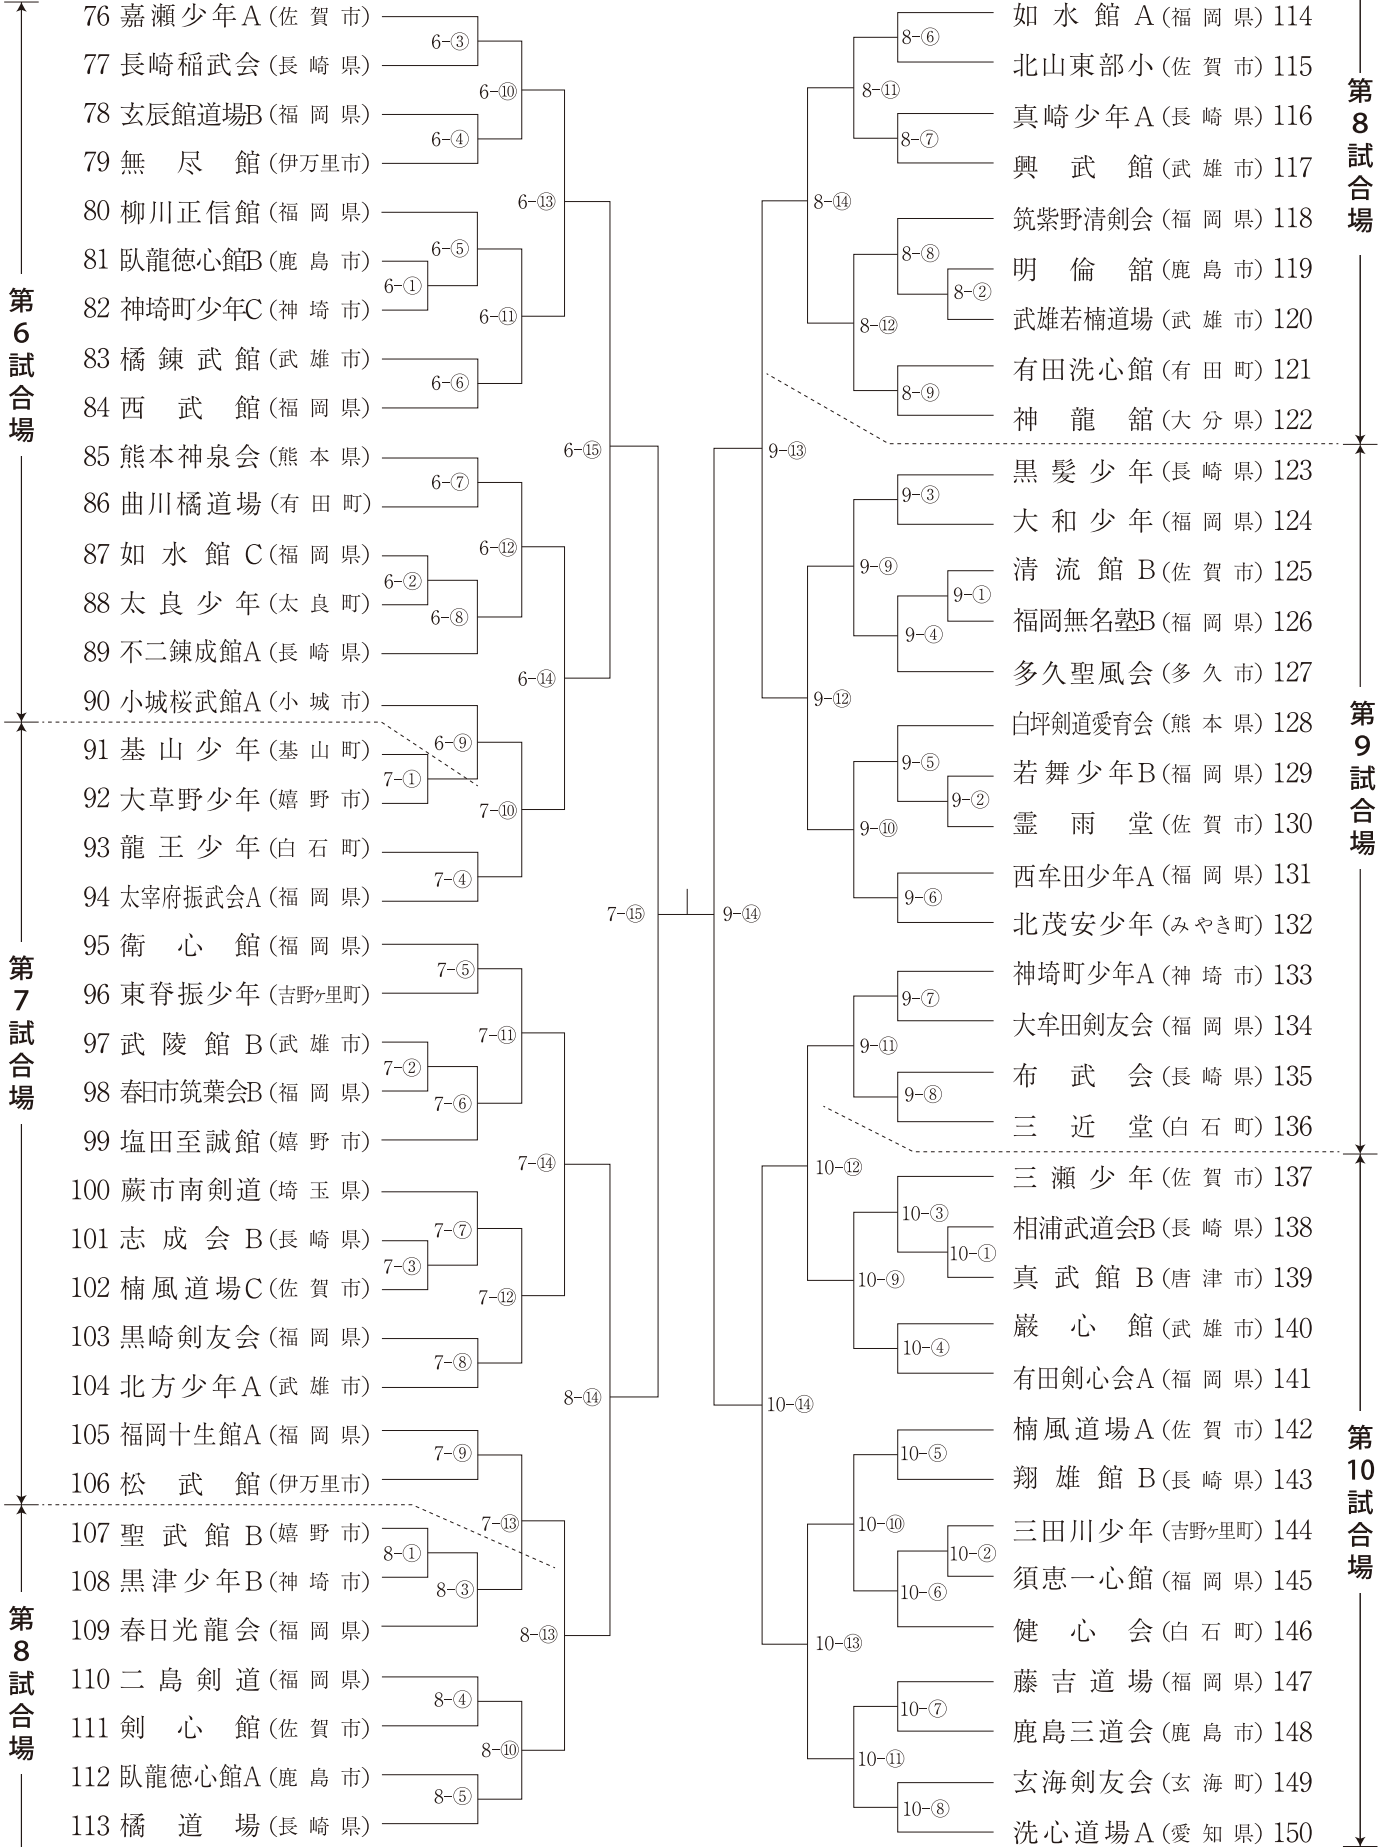 第6試合場
76 嘉瀬少年A (佐賀市)
77 長崎稲武会 (長崎県)
78 玄辰館道場B (福岡県)
79 無尽館 (伊万里市)
80 柳川正信館 (福岡県)
81 臥龍徳心館B (鹿島市)
82 神埼町少年C (神埼市)
83 橘錬武館 (武雄市)
84 西武館 (福岡県)
85 熊本神泉会 (熊本県)
86 曲川橘道場 (有田町)
87 如水館C (福岡県)
88 太良少年 (太良町)
89 不二錬成館A (長崎県)
90 小城桜武館A (小城市)
6-③
6-⑩
6-④
6-⑬
6-⑤
6-①
6-⑪
6-⑥
6-⑮
6-⑦
6-⑫
6-②
6-⑧
6-⑭
6-⑨
第7試合場
91 基山少年 (基山町)
92 大草野少年 (嬉野市)
93 龍王少年 (白石町)
94 太宰府振武会A (福岡県)
95 衛心館 (福岡県)
96 東脊振少年 (吉野ヶ里町)
97 武陵館B (武雄市)
98 春日市筑葉会B (福岡県)
99 塩田至誠館 (嬉野市)
100 蕨市南剣道 (埼玉県)
101 志成会B (長崎県)
102 楠風道場C (佐賀市)
103 黒崎剣友会 (福岡県)
104 北方少年A (武雄市)
105 福岡十生館A (福岡県)
106 松武館 (伊万里市)
7-①
7-⑩
7-④
7-⑮
7-⑤
7-⑪
7-②
7-⑥
7-⑭
7-⑦
7-③
7-⑫
7-⑧
8-⑭
7-⑨
7-⑬
第8試合場
107 聖武館B (嬉野市)
108 黒津少年B (神埼市)
109 春日光龍会 (福岡県)
110 二島剣道 (福岡県)
111 剣心館 (佐賀市)
112 臥龍徳心館A (鹿島市)
113 橘道場 (長崎県)
8-①
8-③
8-⑬
8-④
8-⑩
8-⑤
第8試合場
如水館A (福岡県) 114
北山東部小 (佐賀市) 115
真崎少年A (長崎県) 116
興武館 (武雄市) 117
筑紫野清剣会 (福岡県) 118
明倫舘 (鹿島市) 119
武雄若楠道場 (武雄市) 120
有田洗心館 (有田町) 121
神龍舘 (大分県) 122
8-⑥
8-⑪
8-⑦
8-⑭
8-⑧
8-②
8-⑫
8-⑨
第9試合場
黒髪少年 (長崎県) 123
大和少年 (福岡県) 124
清流館B (佐賀市) 125
福岡無名塾B (福岡県) 126
多久聖風会 (多久市) 127
白坪剣道愛育会 (熊本県) 128
若舞少年B (福岡県) 129
霊雨堂 (佐賀市) 130
西牟田少年A (福岡県) 131
北茂安少年 (みやき町) 132
神埼町少年A (神埼市) 133
大牟田剣友会 (福岡県) 134
布武会 (長崎県) 135
三近堂 (白石町) 136
9-⑬
9-③
9-⑨
9-①
9-④
9-⑫
9-⑤
9-②
9-⑩
9-⑥
9-⑭
9-⑦
9-⑪
9-⑧
第10試合場
三瀬少年 (佐賀市) 137
相浦武道会B (長崎県) 138
真武館B (唐津市) 139
巌心館 (武雄市) 140
有田剣心会A (福岡県) 141
楠風道場A (佐賀市) 142
翔雄館B (長崎県) 143
三田川少年 (吉野ヶ里町) 144
須恵一心館 (福岡県) 145
健心会 (白石町) 146
藤吉道場 (福岡県) 147
鹿島三道会 (鹿島市) 148
玄海剣友会 (玄海町) 149
洗心道場A (愛知県) 150
10-⑫
10-③
10-①
10-⑨
10-④
10-⑭
10-⑤
10-⑩
10-②
10-⑥
10-⑬
10-⑦
10-⑪
10-⑧